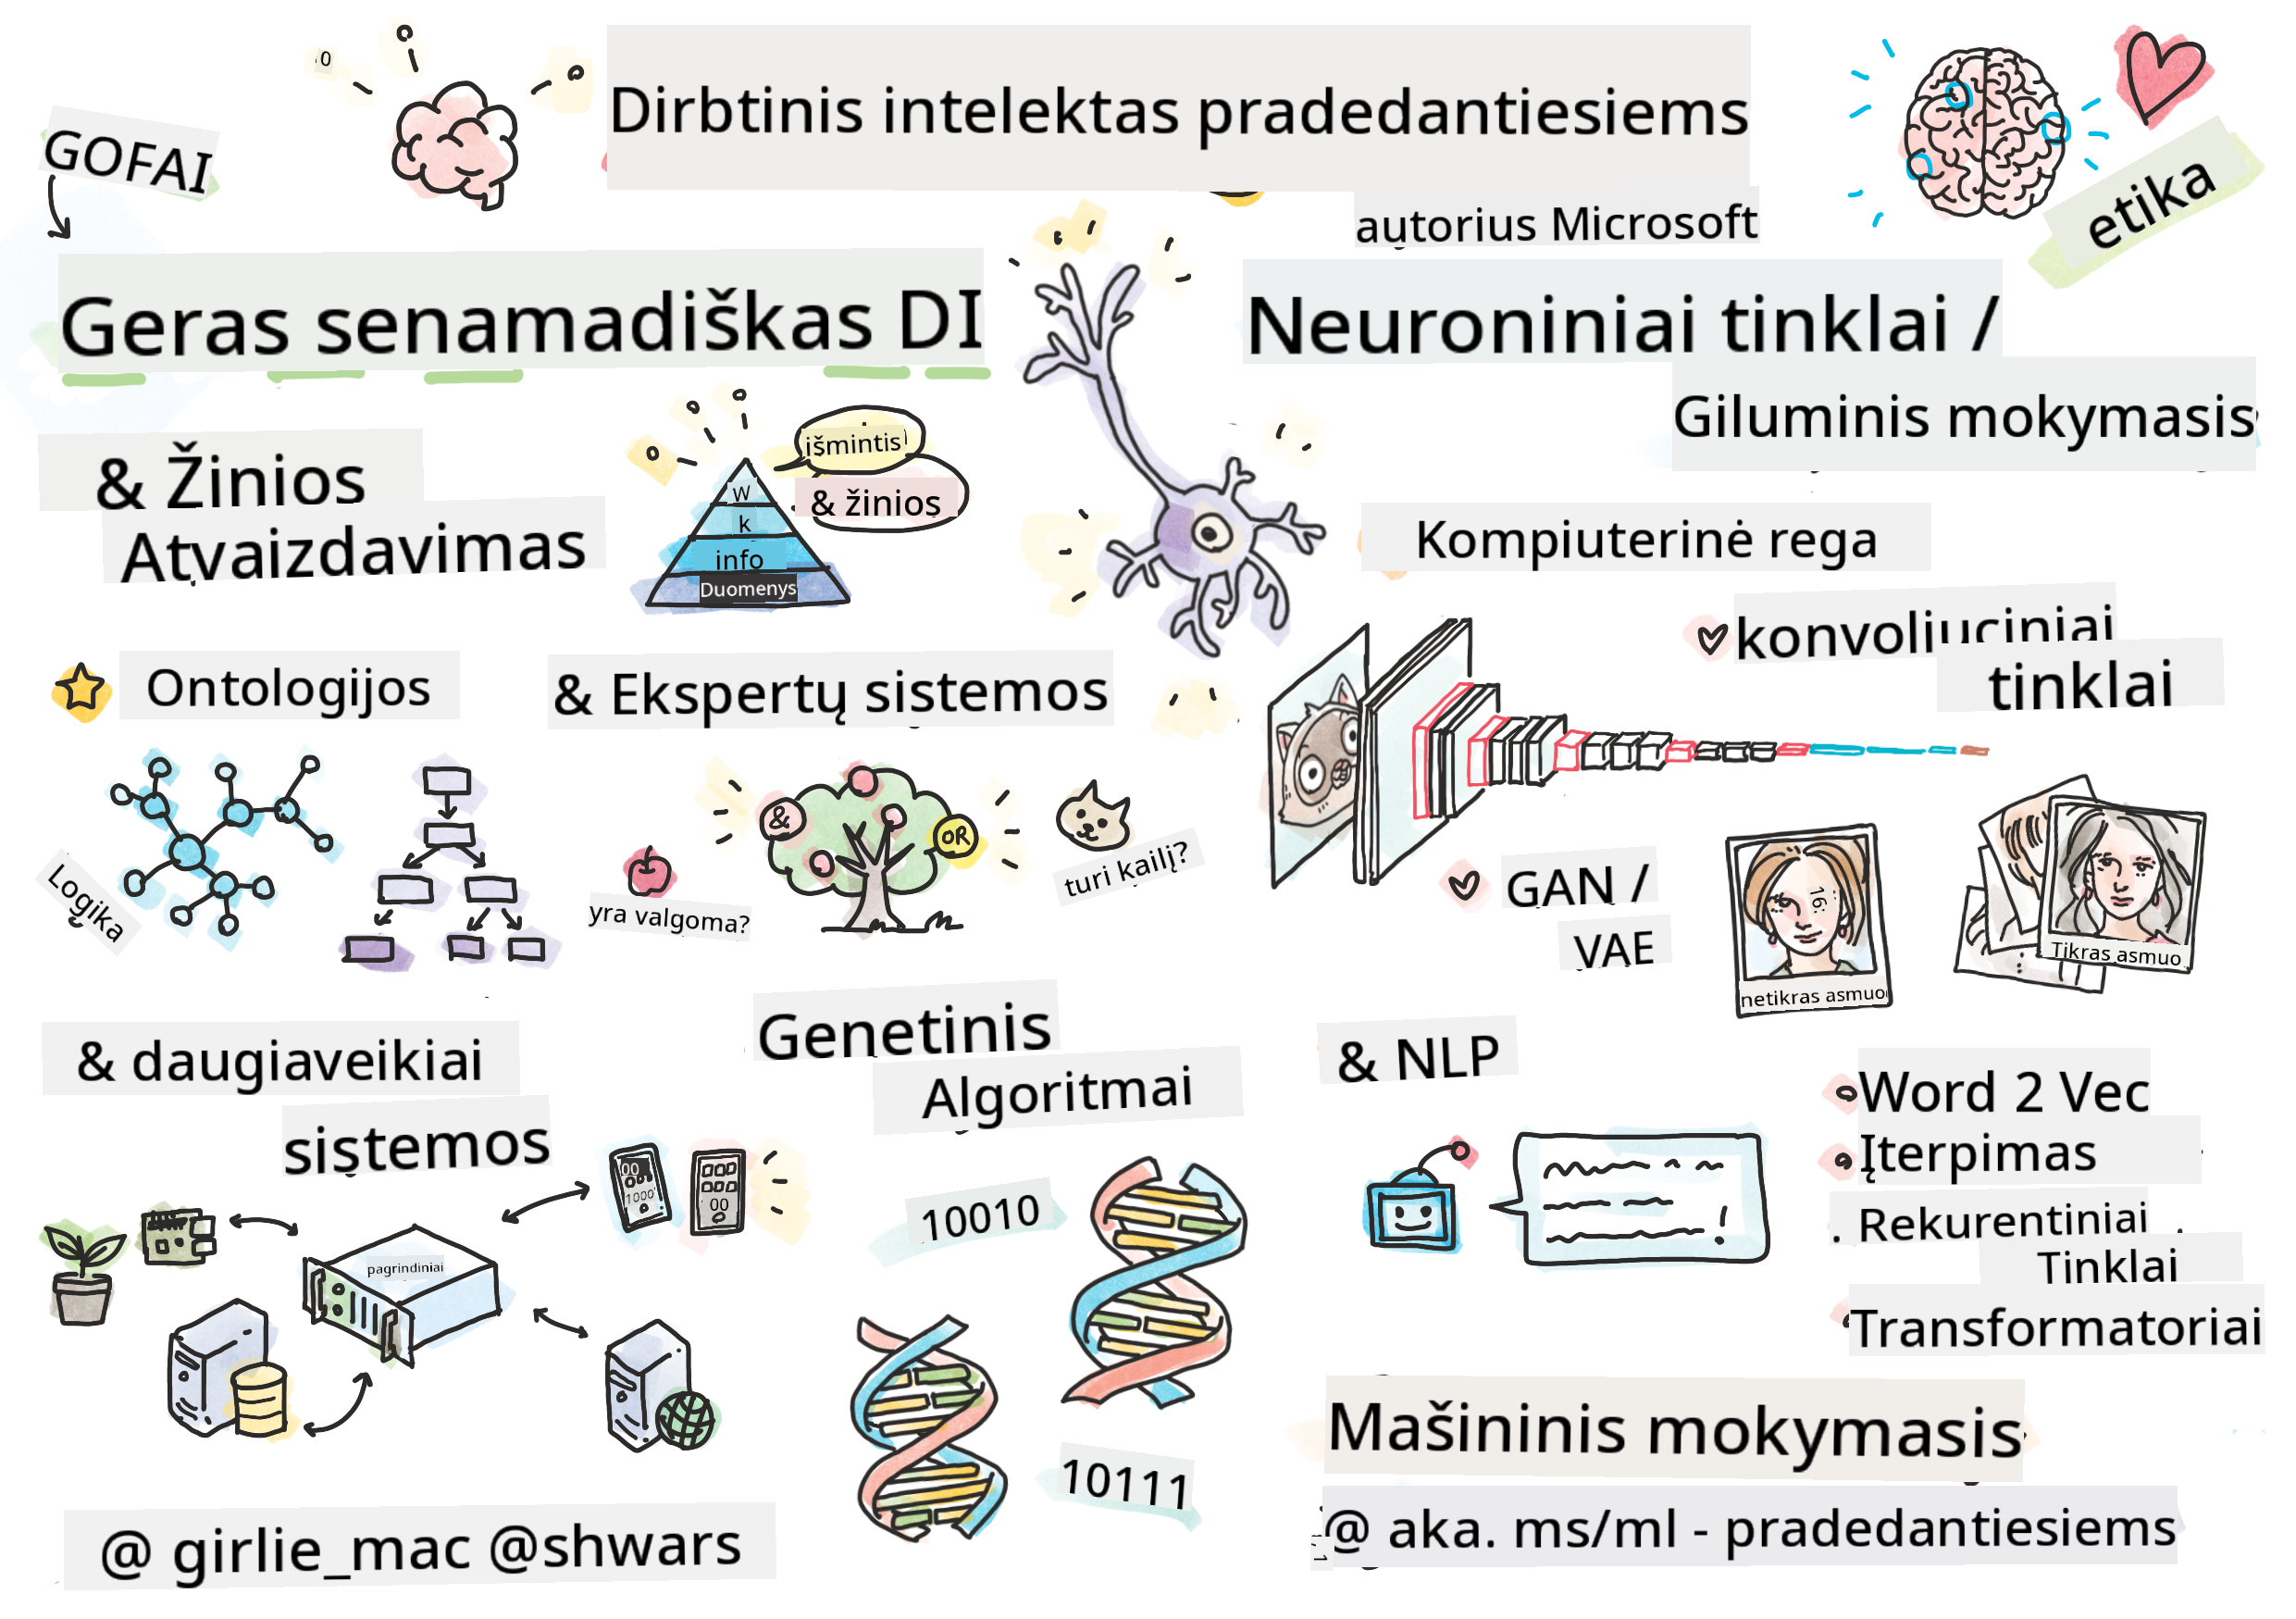 Dirbtinis intelektas pradedantiesiems
autorius Microsoft
etika
GOFAI
Geras senamadiškas DI
& Žinios
Atvaizdavimas
išmintis
& žinios
W
k
info
Duomenys
Ontologijos
& Ekspertų sistemos
Logika
yra valgoma?
&
OR
turi kailį?
& daugiaveikiai
sistemos
pagrindiniai
Genetinis
Algoritmai
10010
10111
@ girlie_mac @shwars
Neuroniniai tinklai /
Giluminis mokymasis
Kompiuterinė rega
konvoliuciniai
tinklai
GAN /
VAE
netikras asmuo
Tikras asmuo
& NLP
Word 2 Vec
Įterpimas
. Rekurentiniai .
Tinklai
Transformatoriai
Mašininis mokymasis
@ aka. ms/ml - pradedantiesiems